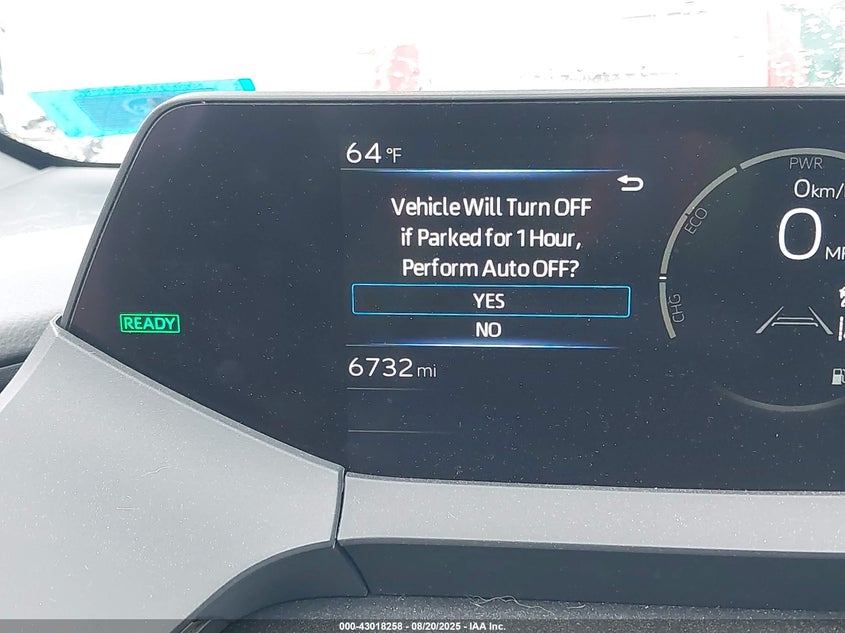 64 °F
Vehicle Will Turn OFF
if Parked for 1 Hour,
Perform Auto OFF?
YES
NO
READY
6732 mi
PWR
ECO
CHG
0 km/
0
000-43018258 - 08/20/2025 - IAA Inc.